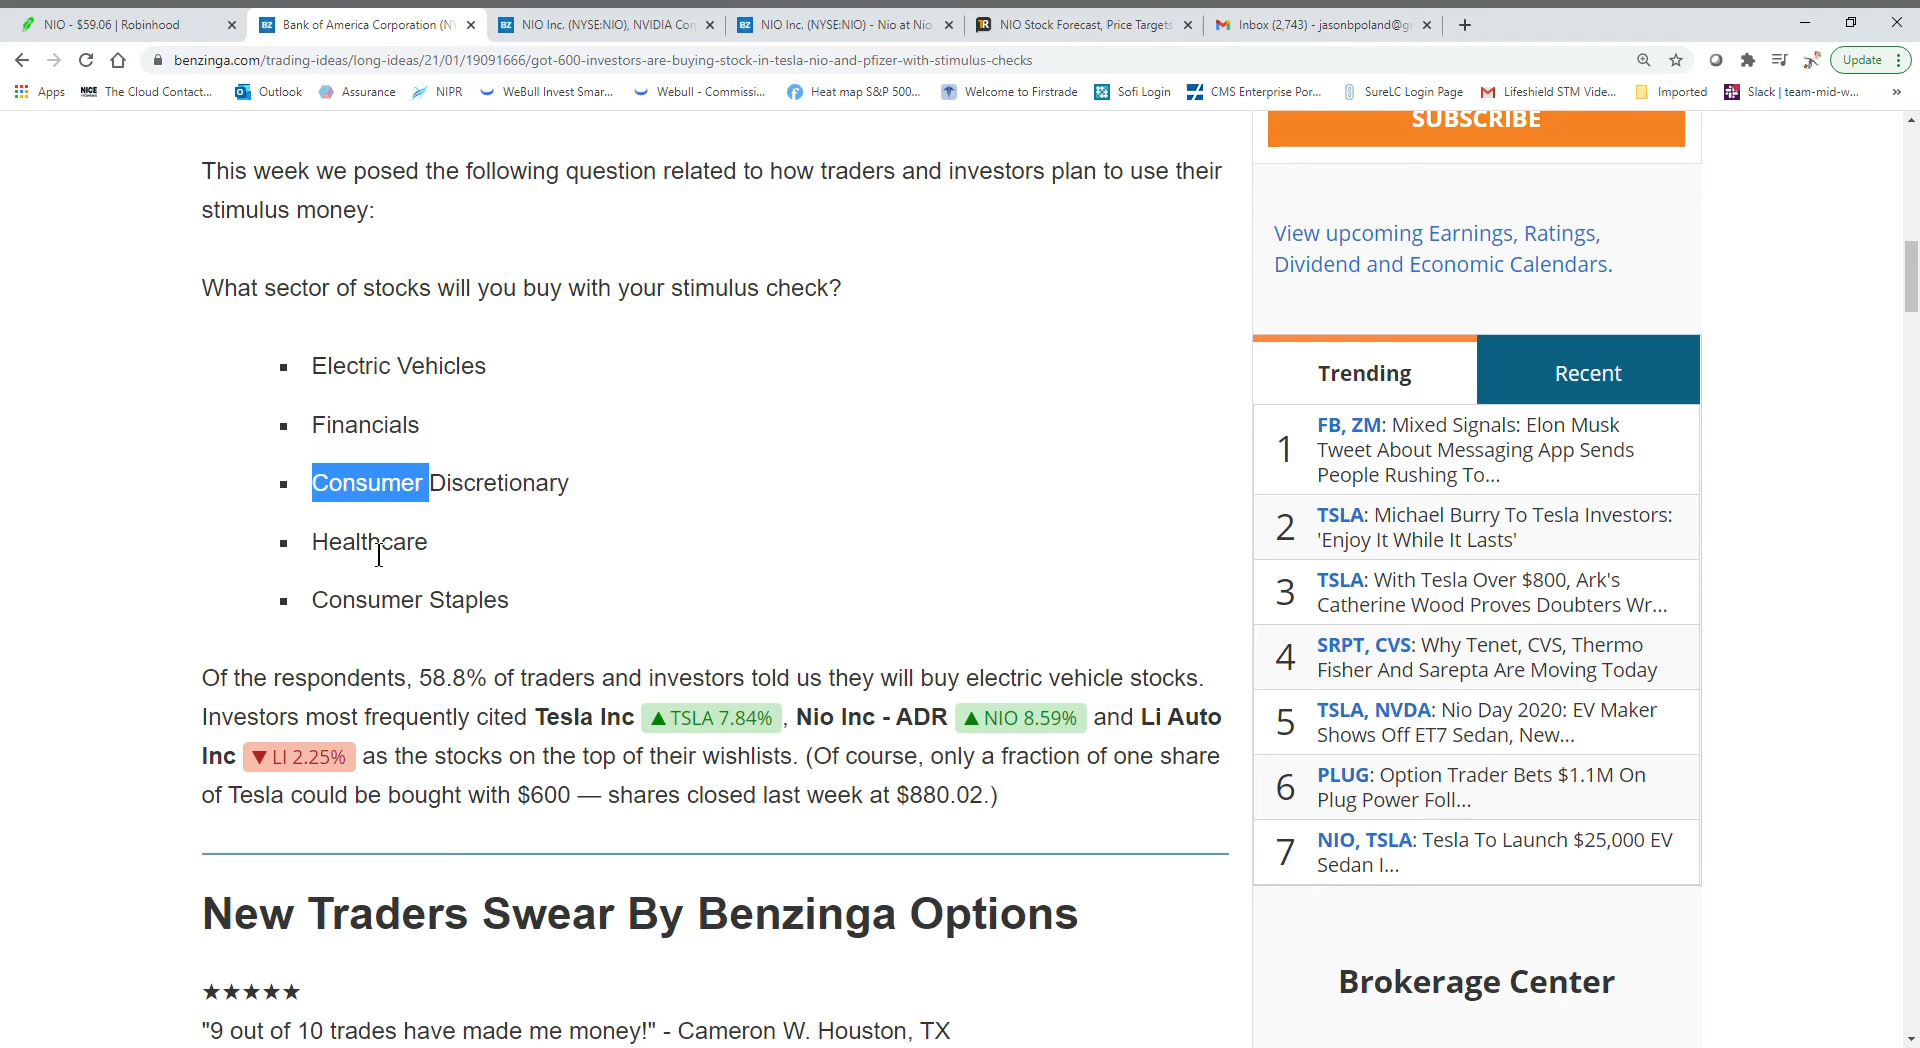 NIO - $59.06 | Robinhood
Bank of America Corporation (NY
NIO Inc. (NYSE:NIO), NVIDIA Corp
NIO Inc. (NYSE:NIO) - Nio at Nio
NIO Stock Forecast, Price Targets
Inbox (2,743) - jasonbpoland@g
benzinga.com/trading-ideas/long-ideas/21/01/19091666/got-600-investors-are-buying-stock-in-tesla-nio-and-pfizer-with-stimulus-checks
Update
Apps
NICE The Cloud Contact...
Outlook
Assurance
NIPR
WeBull Invest Smar...
Webull - Commissi...
Heat map S&P 500...
Welcome to Firstrade
Sofi Login
CMS Enterprise Por...
SureLC Login Page
Lifeshield STM Vide...
Imported
Slack | team-mid-w...
»
This week we posed the following question related to how traders and investors plan to use their
stimulus money:
What sector of stocks will you buy with your stimulus check?
Electric Vehicles
Financials
Consumer Discretionary
Healthcare
Consumer Staples
Of the respondents, 58.8% of traders and investors told us they will buy electric vehicle stocks.
Investors most frequently cited Tesla Inc ▲ TSLA 7.84% , Nio Inc - ADR ▲ NIO 8.59% and Li Auto
Inc ▼ LI 2.25% as the stocks on the top of their wishlists. (Of course, only a fraction of one share
of Tesla could be bought with $600 — shares closed last week at $880.02.)
New Traders Swear By Benzinga Options
★★★★★
"9 out of 10 trades have made me money!" - Cameron W. Houston, TX
SUBSCRIBE
View upcoming Earnings, Ratings,
Dividend and Economic Calendars.
Trending
Recent
1
FB, ZM: Mixed Signals: Elon Musk
Tweet About Messaging App Sends
People Rushing To...
2
TSLA: Michael Burry To Tesla Investors:
'Enjoy It While It Lasts'
3
TSLA: With Tesla Over $800, Ark's
Catherine Wood Proves Doubters Wr...
4
SRPT, CVS: Why Tenet, CVS, Thermo
Fisher And Sarepta Are Moving Today
5
TSLA, NVDA: Nio Day 2020: EV Maker
Shows Off ET7 Sedan, New...
6
PLUG: Option Trader Bets $1.1M On
Plug Power Foll...
7
NIO, TSLA: Tesla To Launch $25,000 EV
Sedan I...
Brokerage Center